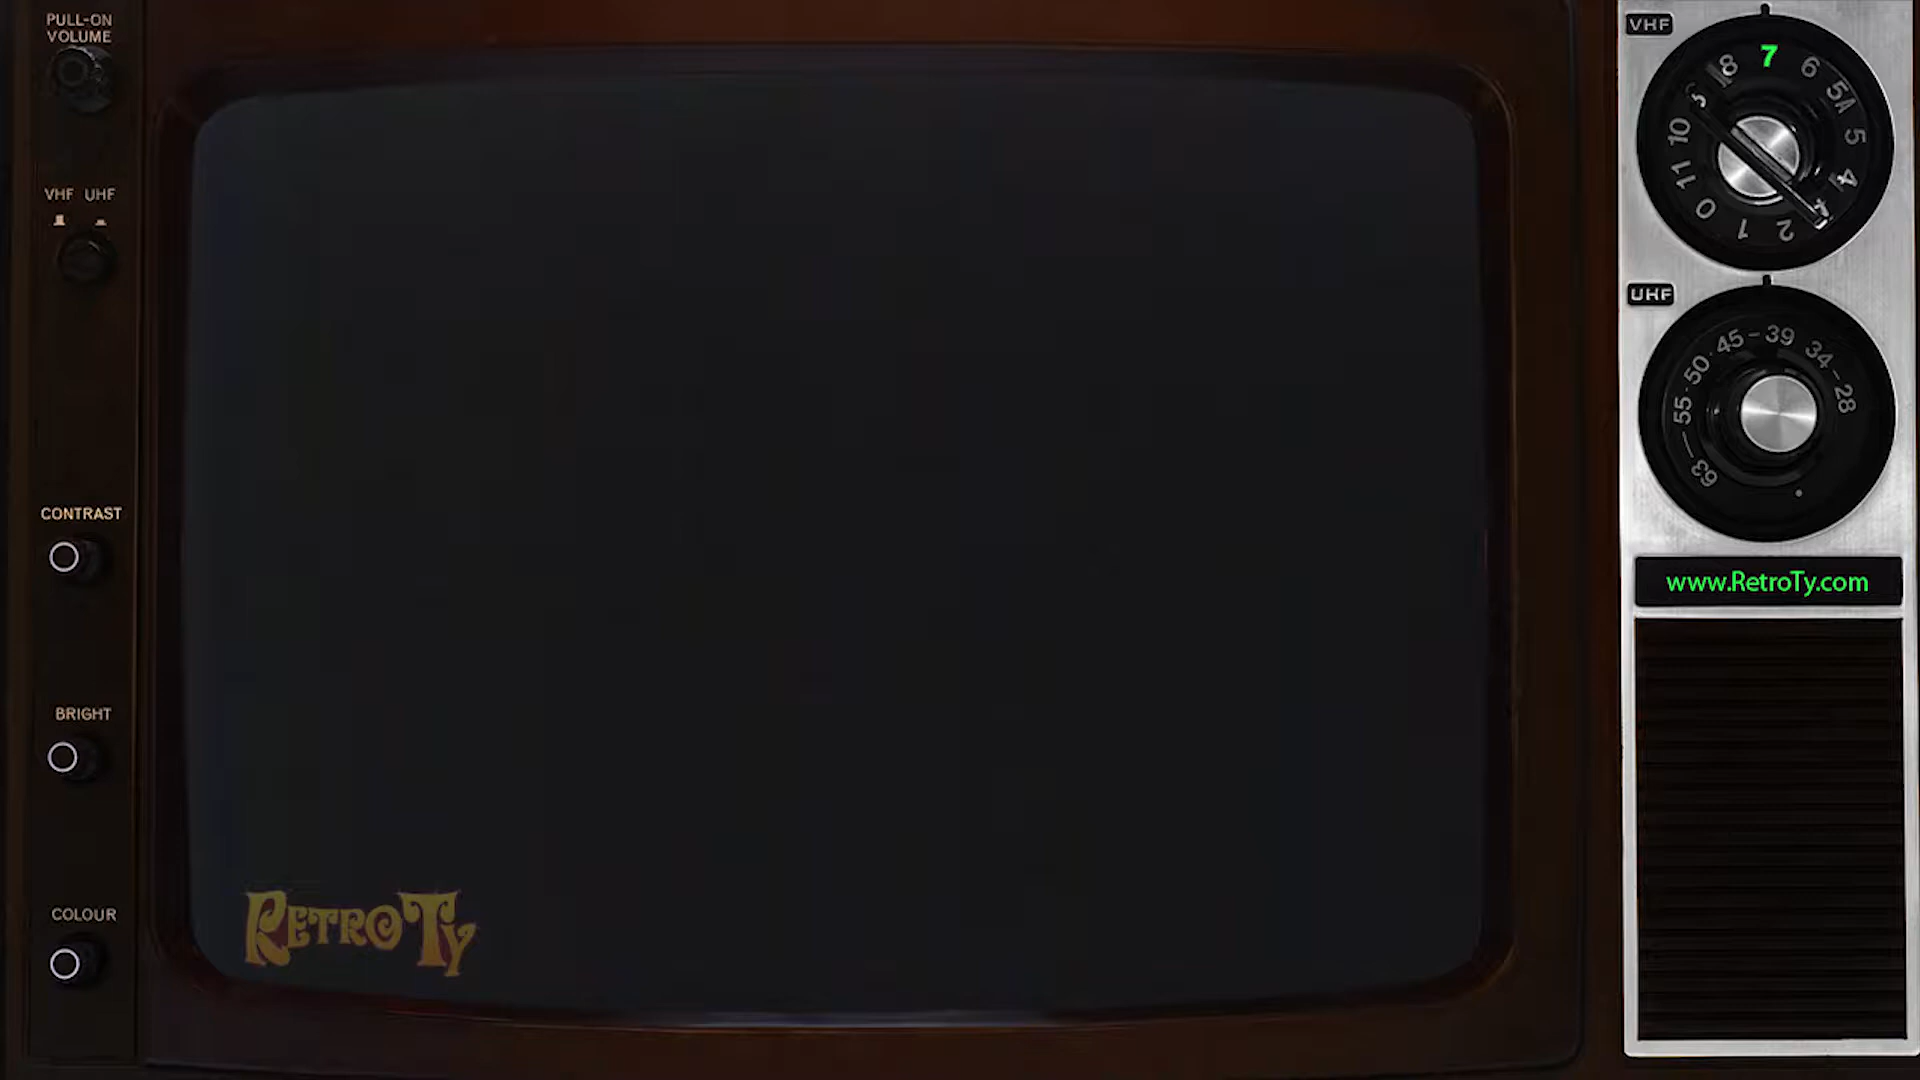 PULL-ON
VOLUME
VHF UHF
CONTRAST
BRIGHT
COLOUR
RETROTY
VHF
7 6 5A 5 4 2 1 0 11 10 9 8
UHF
63 – 55 · 50 · 45 – 39 34 – 28
www.RetroTy.com